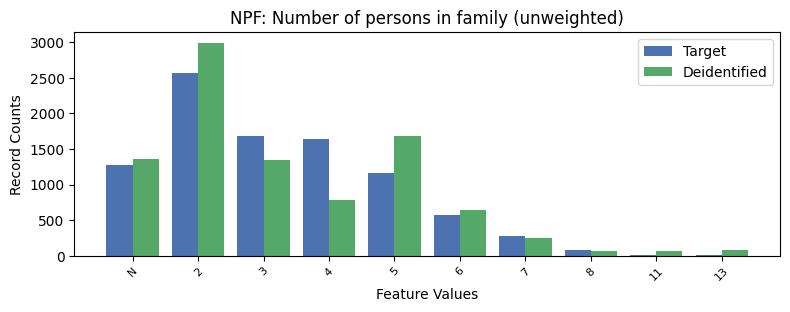 NPF: Number of persons in family (unweighted)
Target
Deidentified
Record Counts
3000
2500
2000
1500
1000
500
0
N 2 3 4 5 6 7 8 11 13
Feature Values